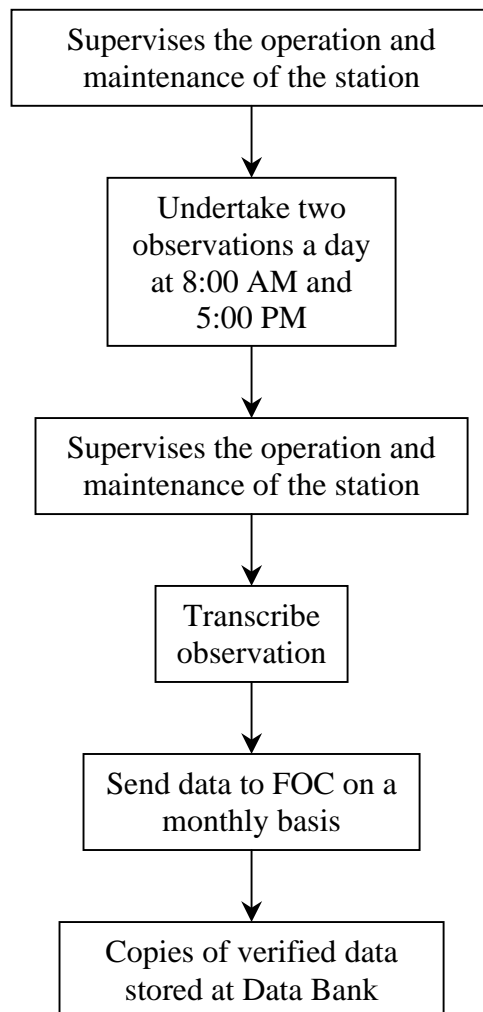 Supervises the operation and
maintenance of the station
Undertake two
observations a day
at 8:00 AM and
5:00 PM
Supervises the operation and
maintenance of the station
Transcribe
observation
Send data to FOC on a
monthly basis
Copies of verified data
stored at Data Bank